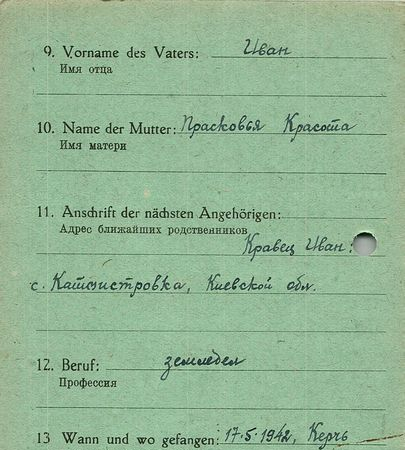 9. Vorname des Vaters: Иван
Имя отца
10. Name der Mutter: Прасковья Красота
Имя матери
11. Anschrift der nächsten Angehörigen:
Адрес ближайших родственников
Кравец Иван:
с. Киевской обл.
12. Beruf: земледел
Профессия
13 Wann und wo gefangen: 17.5.1942, Керчь